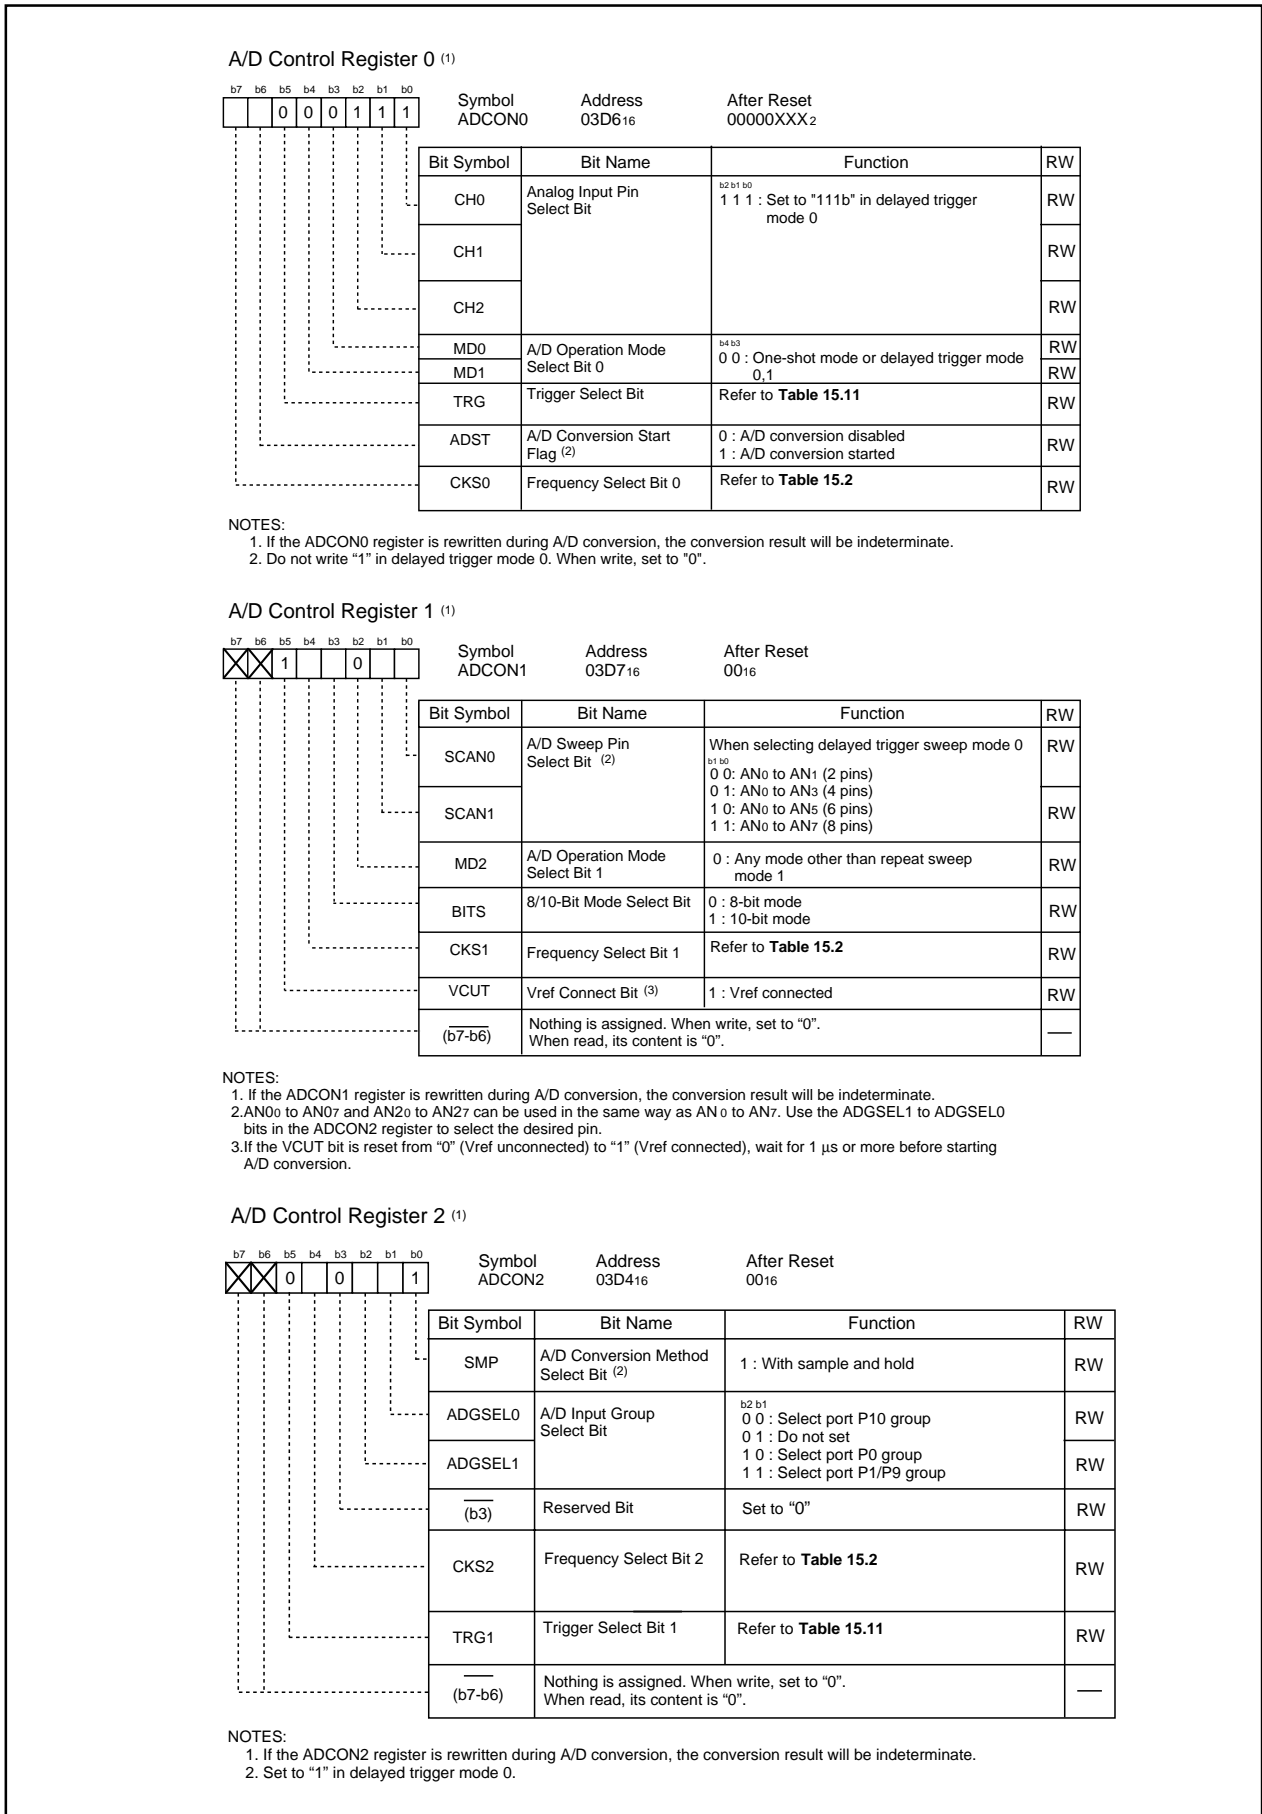 A/D Control Register 0 (1)
b7 b6 b5 b4 b3 b2 b1 b0
0 0 0 1 1 1
Symbol Address After Reset
ADCON0 03D616 00000XXX2
Bit Symbol Bit Name Function RW
CH0 Analog Input Pin Select Bit b2 b1 b0 RW
1 1 1 : Set to "111b" in delayed trigger mode 0
CH1 RW
CH2 RW
MD0 A/D Operation Mode Select Bit 0 b4 b3 RW
0 0 : One-shot mode or delayed trigger mode 0,1
MD1 RW
TRG Trigger Select Bit Refer to Table 15.11 RW
ADST A/D Conversion Start Flag (2) 0 : A/D conversion disabled RW
1 : A/D conversion started
CKS0 Frequency Select Bit 0 Refer to Table 15.2 RW
NOTES:
1. If the ADCON0 register is rewritten during A/D conversion, the conversion result will be indeterminate.
2. Do not write “1” in delayed trigger mode 0. When write, set to "0".
A/D Control Register 1 (1)
b7 b6 b5 b4 b3 b2 b1 b0
1 0
Symbol Address After Reset
ADCON1 03D716 0016
Bit Symbol Bit Name Function RW
SCAN0 A/D Sweep Pin Select Bit (2) When selecting delayed trigger sweep mode 0 RW
b1 b0
0 0: AN0 to AN1 (2 pins)
0 1: AN0 to AN3 (4 pins)
1 0: AN0 to AN5 (6 pins)
1 1: AN0 to AN7 (8 pins)
SCAN1 RW
MD2 A/D Operation Mode Select Bit 1 0 : Any mode other than repeat sweep mode 1 RW
BITS 8/10-Bit Mode Select Bit 0 : 8-bit mode RW
1 : 10-bit mode
CKS1 Frequency Select Bit 1 Refer to Table 15.2 RW
VCUT Vref Connect Bit (3) 1 : Vref connected RW
(b7-b6) Nothing is assigned. When write, set to “0”.
When read, its content is “0”.
NOTES:
1. If the ADCON1 register is rewritten during A/D conversion, the conversion result will be indeterminate.
2.AN00 to AN07 and AN20 to AN27 can be used in the same way as AN0 to AN7. Use the ADGSEL1 to ADGSEL0
bits in the ADCON2 register to select the desired pin.
3.If the VCUT bit is reset from “0” (Vref unconnected) to “1” (Vref connected), wait for 1 μs or more before starting
A/D conversion.
A/D Control Register 2 (1)
b7 b6 b5 b4 b3 b2 b1 b0
0 0 1
Symbol Address After Reset
ADCON2 03D416 0016
Bit Symbol Bit Name Function RW
SMP A/D Conversion Method Select Bit (2) 1 : With sample and hold RW
ADGSEL0 A/D Input Group Select Bit b2 b1 RW
0 0 : Select port P10 group
0 1 : Do not set
1 0 : Select port P0 group
1 1 : Select port P1/P9 group
ADGSEL1 RW
(b3) Reserved Bit Set to “0” RW
CKS2 Frequency Select Bit 2 Refer to Table 15.2 RW
TRG1 Trigger Select Bit 1 Refer to Table 15.11 RW
(b7-b6) Nothing is assigned. When write, set to “0”.
When read, its content is “0”.
NOTES:
1. If the ADCON2 register is rewritten during A/D conversion, the conversion result will be indeterminate.
2. Set to “1” in delayed trigger mode 0.